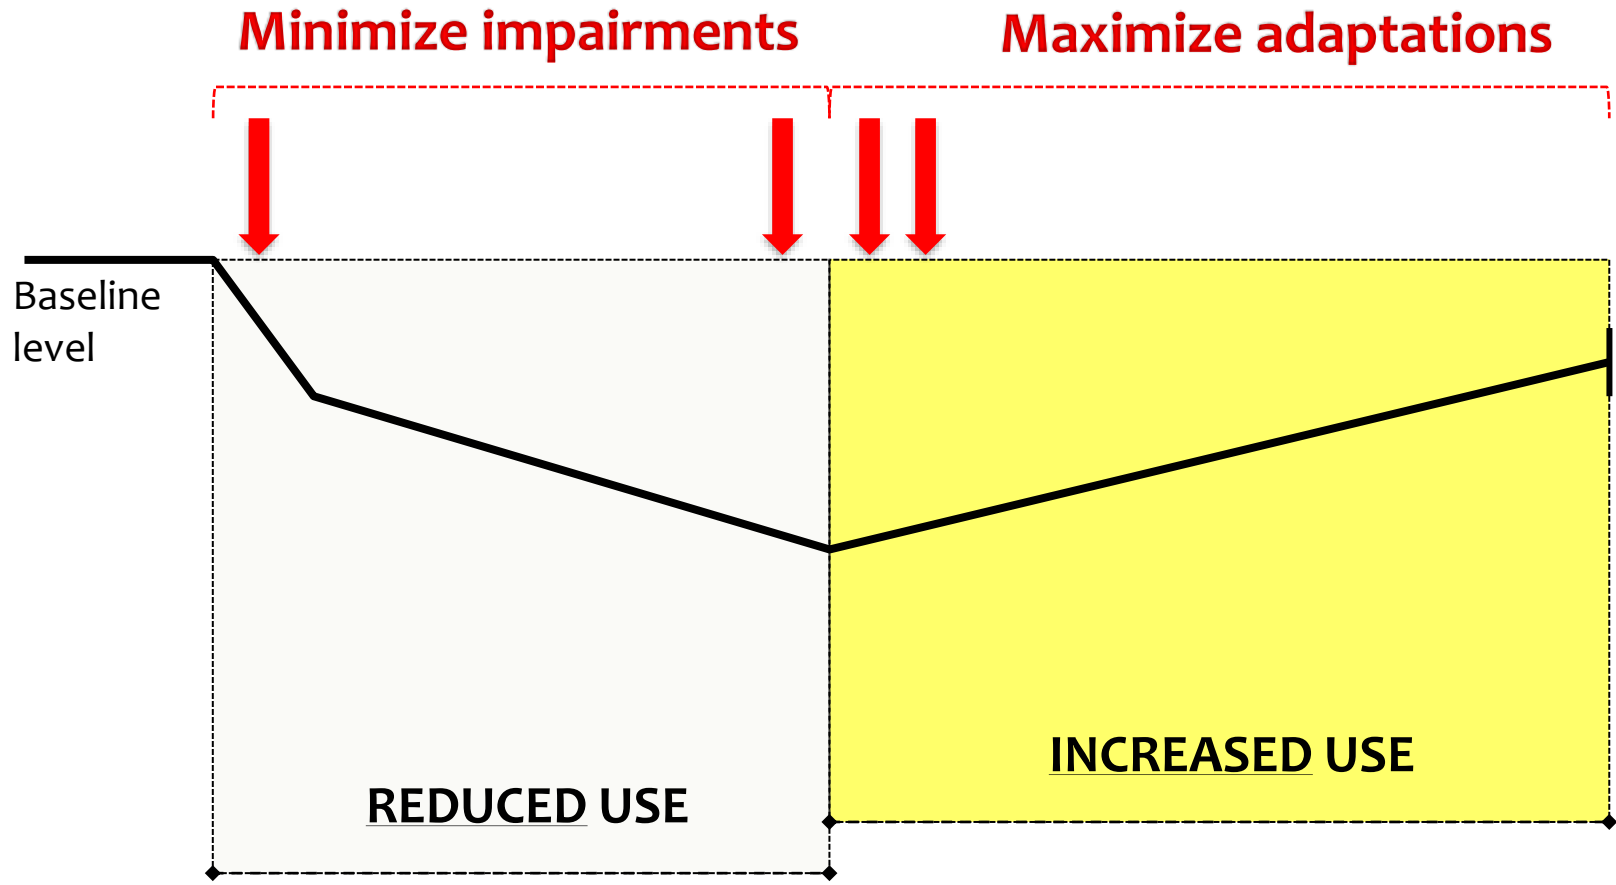 Minimize impairments
Maximize adaptations
Baseline
level
INCREASED USE
REDUCED USE